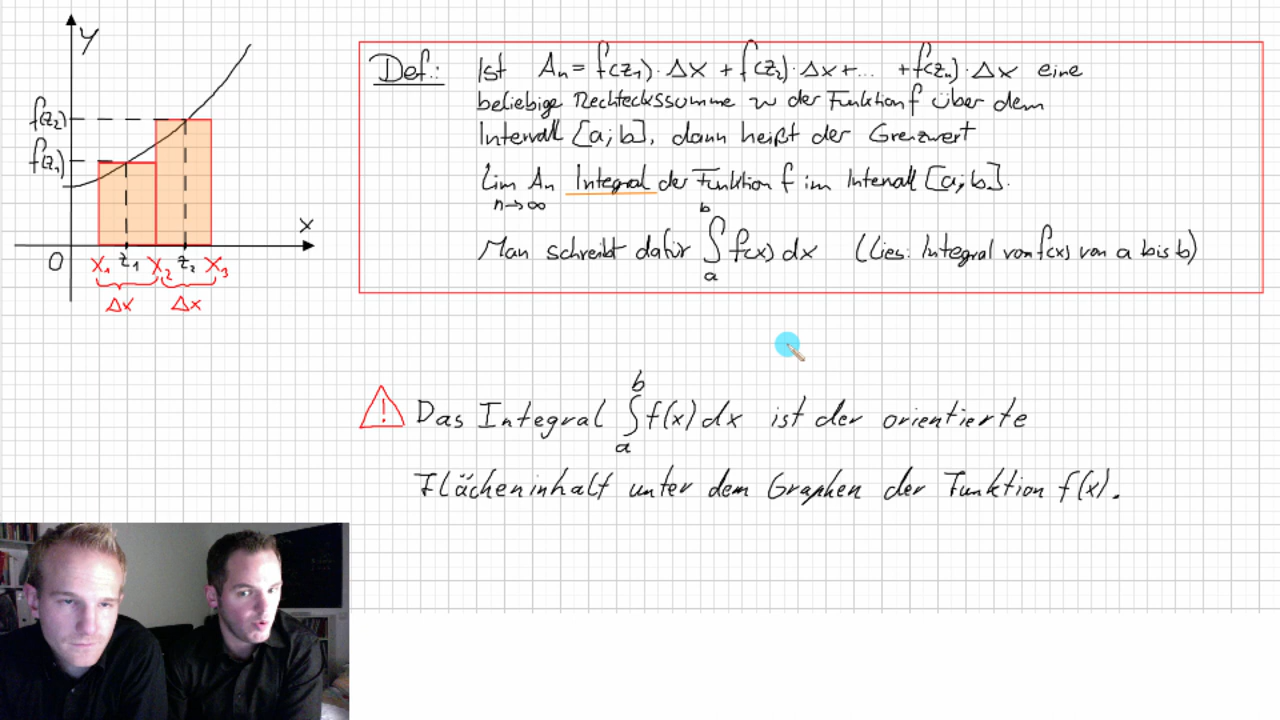 y
f(z₂)
f(z₁)
x
0
x₁ z₁ x₂ z₂ x₃
Δx Δx
Def.: Ist Aₙ = f(z₁)·Δx + f(z₂)·Δx + ... + f(zₙ)·Δx eine
beliebige Rechteckssumme zu der Funktion f über dem
Intervall [a;b], dann heißt der Grenzwert
lim Aₙ Integral der Funktion f im Intervall [a;b].
n→∞
b
Man schreibt dafür ∫ f(x) dx (Lies: Integral von f(x) von a bis b)
a
b
! Das Integral ∫ f(x) dx ist der orientierte
a
Flächeninhalt unter dem Graphen der Funktion f(x).